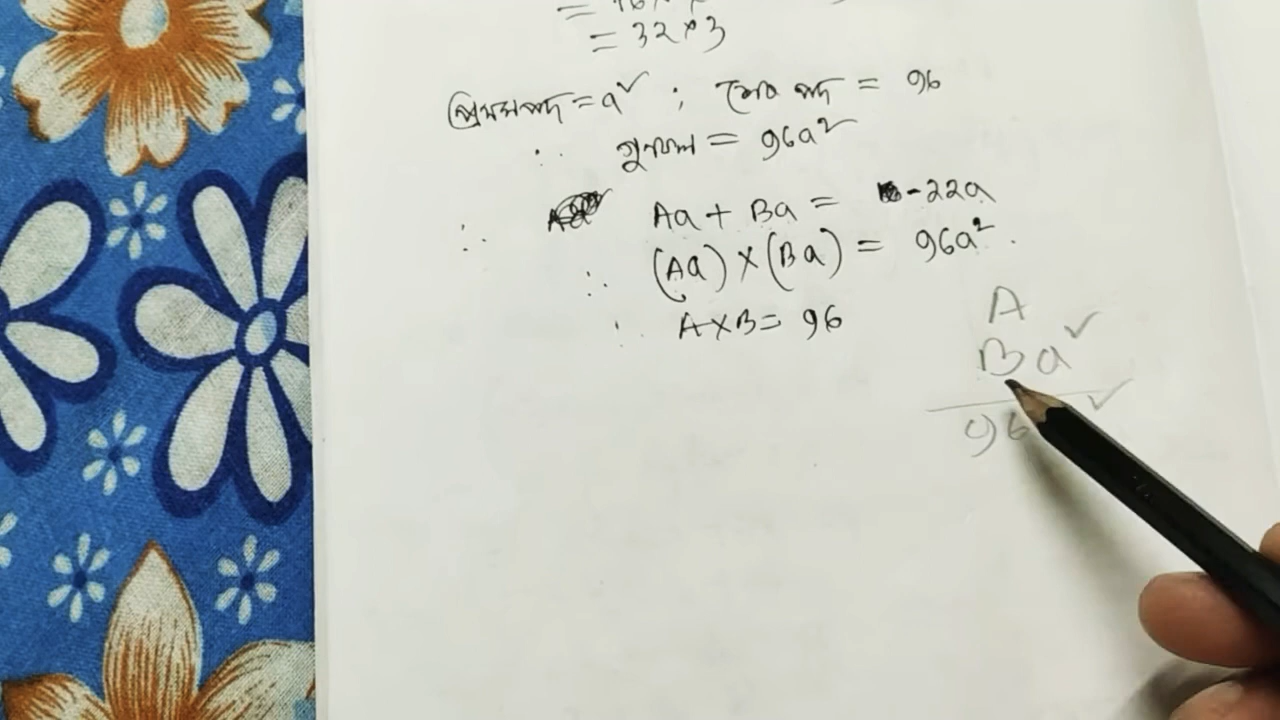 = 32 × 3
প্রথমপদ = a² ; শেষ পদ = 96
∴ গুণফল = 96a²
∴ Aa + Ba = -22a
∴ (Aa) × (Ba) = 96a².
∴ A×B = 96
A
Ba
96